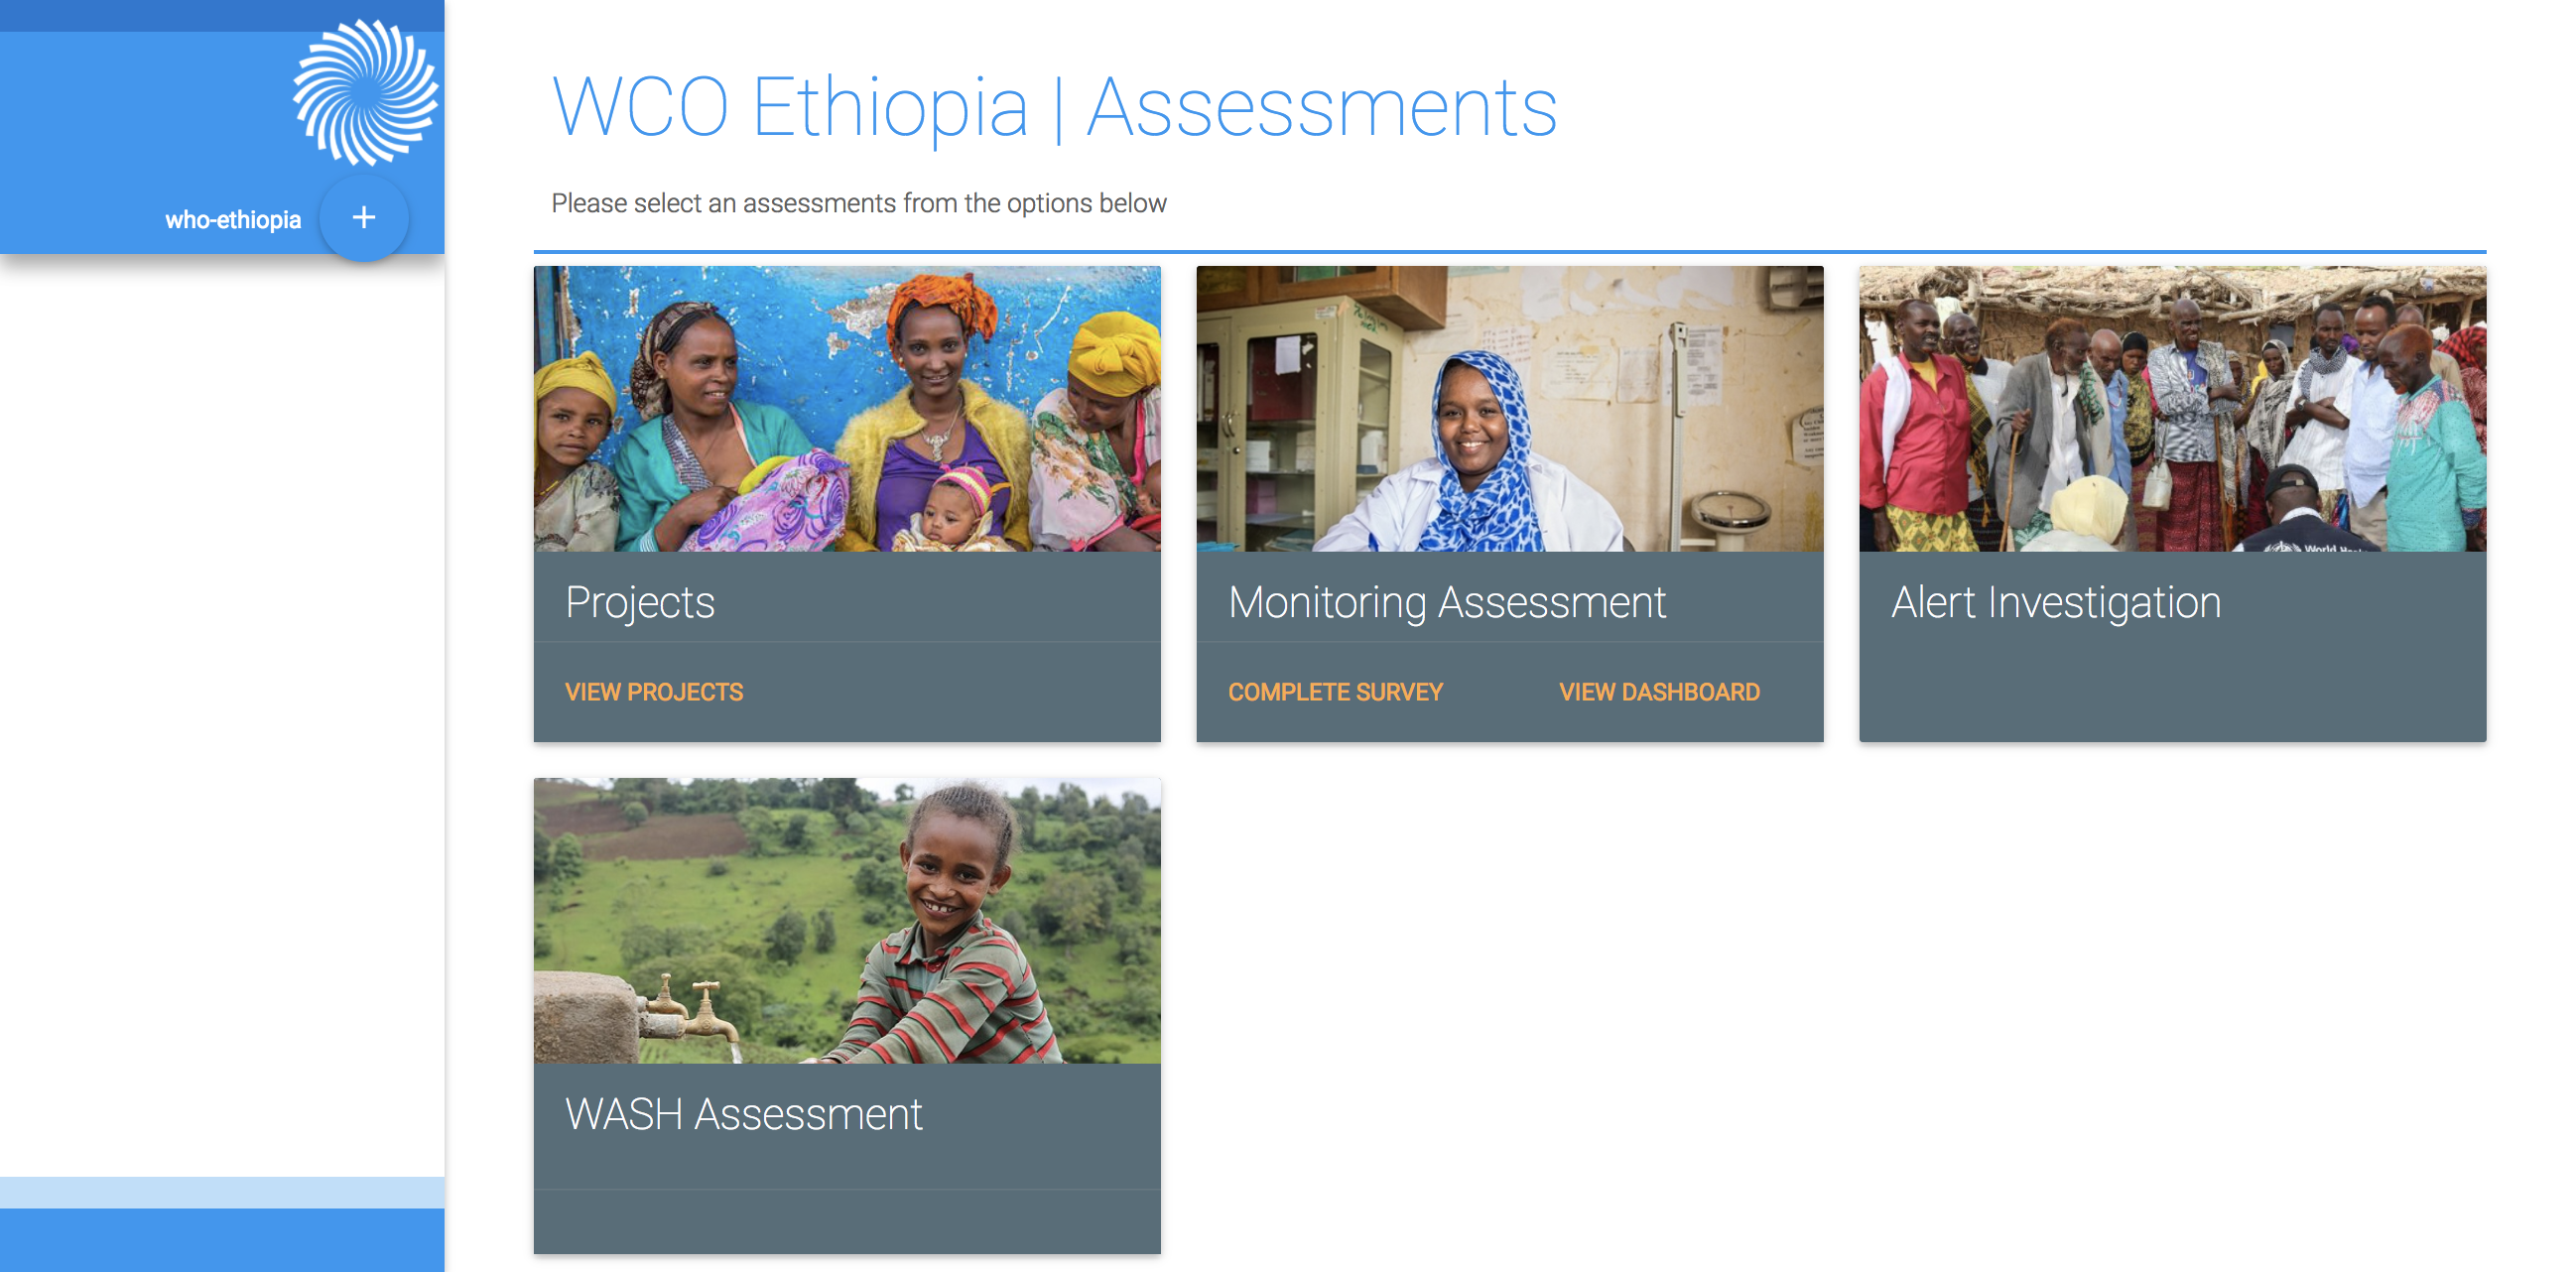 WCO Ethiopia | Assessments
Please select an assessments from the options below
who-ethiopia
+
Projects
VIEW PROJECTS
Monitoring Assessment
COMPLETE SURVEY VIEW DASHBOARD
World
Alert Investigation
WASH Assessment